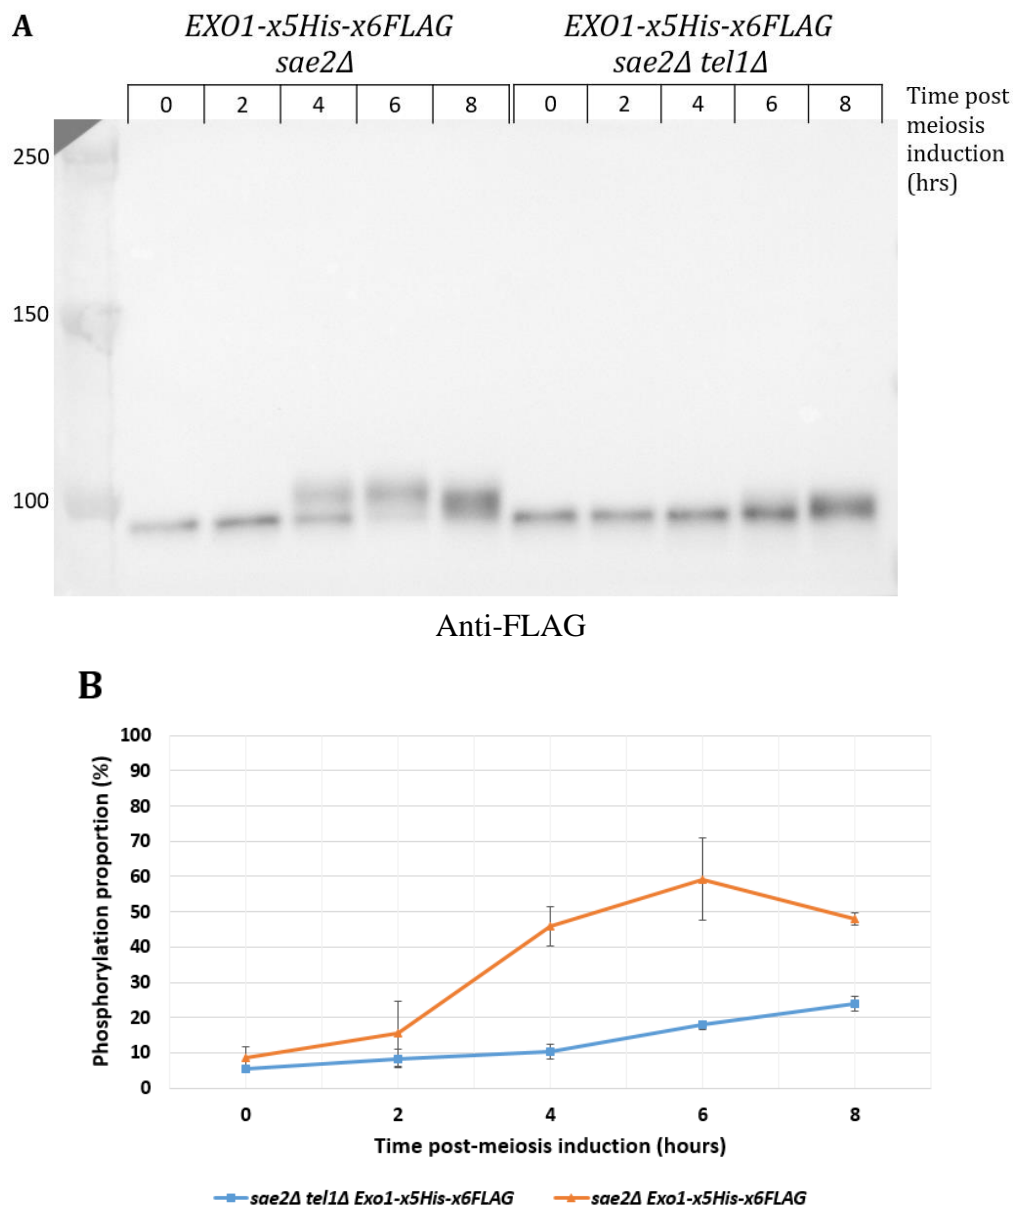 A
EXO1-x5His-x6FLAG
sae2Δ
EXO1-x5His-x6FLAG
sae2Δ tel1Δ
0 2 4 6 8 0 2 4 6 8
Time post
meiosis
induction
(hrs)
250
150
100
Anti-FLAG
B
Phosphorylation proportion (%)
100
90
80
70
60
50
40
30
20
10
0
0 2 4 6 8
Time post-meiosis induction (hours)
sae2Δ tel1Δ Exo1-x5His-x6FLAG
sae2Δ Exo1-x5His-x6FLAG